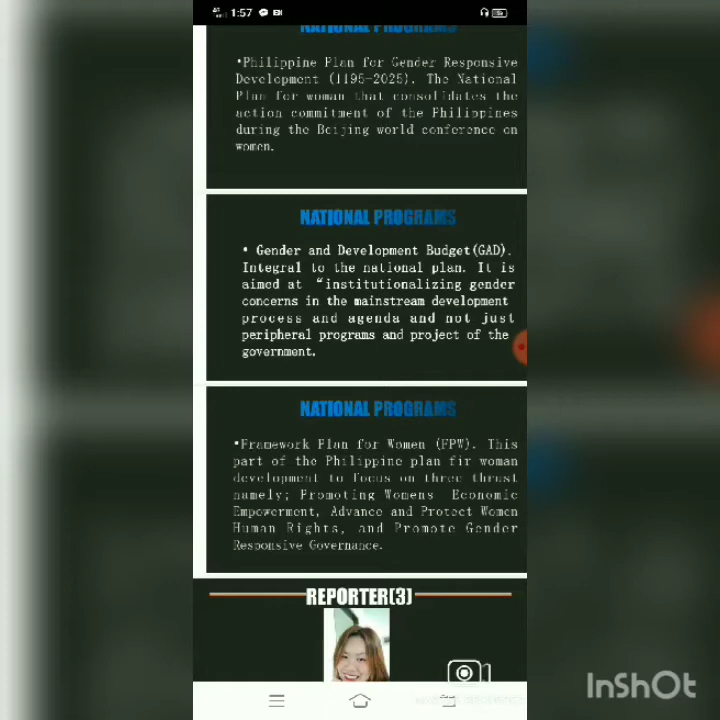 1:57
NATIONAL PROGRAMS
•Philippine Plan for Gender Responsive
Development (1195-2025). The National
Plan for woman that consolidates the
action commitment of the Philippines
during the Beijing world conference on
women.
NATIONAL PROGRAMS
• Gender and Development Budget(GAD).
Integral to the national plan. It is
aimed at “institutionalizing gender
concerns in the mainstream development
process and agenda and not just
peripheral programs and project of the
government.
NATIONAL PROGRAMS
•Framework Plan for Women (FPW). This
part of the Philippine plan fir woman
development to focus on three thrust
namely; Promoting Womens Economic
Empowerment, Advance and Protect Women
Human Rights, and Promote Gender
Responsive Governance.
REPORTER(3)
InShOt